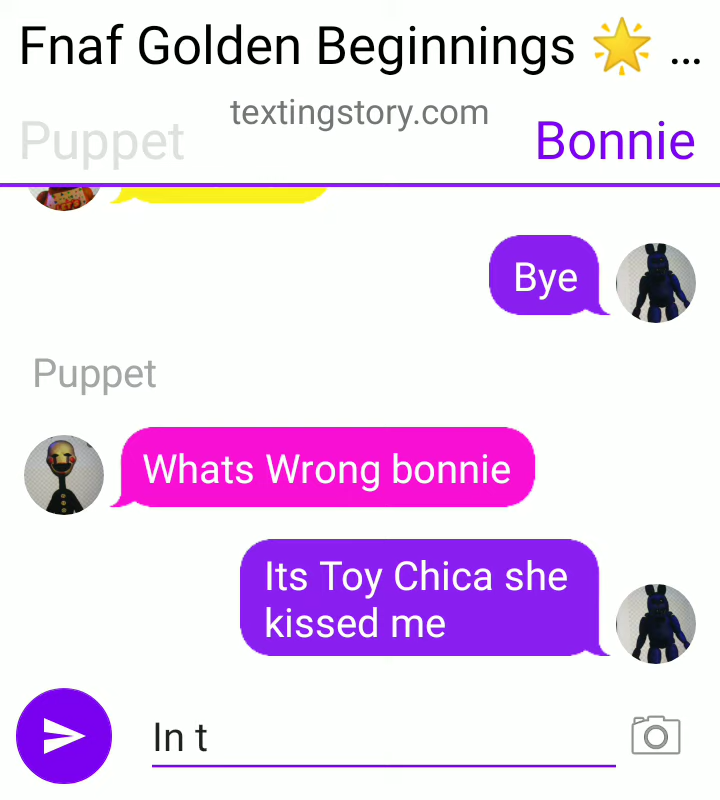 Fnaf Golden Beginnings 🌟 ...
textingstory.com
Puppet
Bonnie
Bye
Puppet
Whats Wrong bonnie
Its Toy Chica she
kissed me
In t